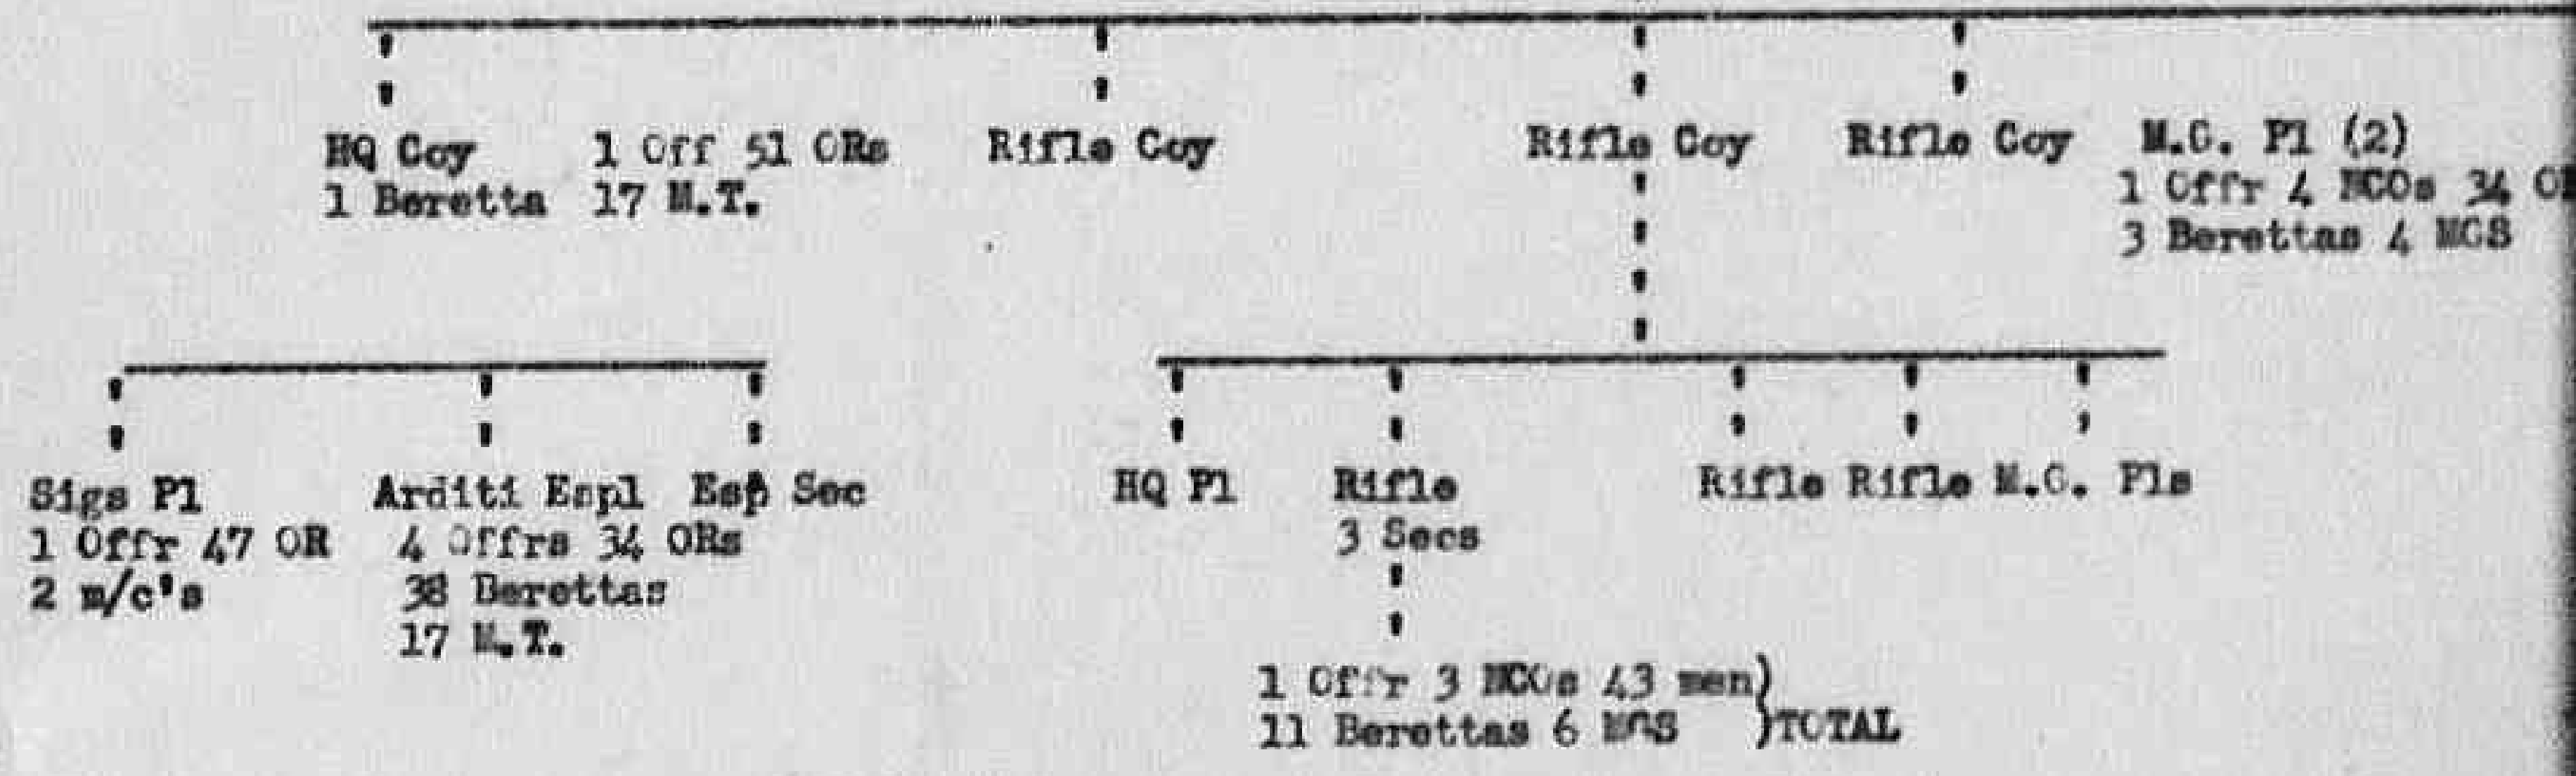 HQ Coy 1 Off 51 ORs
1 Beretta 17 M.T.
Rifle Coy
Rifle Coy
Rifle Coy
M.G. Pl (2)
1 Offr 4 NCOs 34
3 Berettas 4 MGS
Sigs Pl
1 Offr 47 OR
2 m/c's
Arditi Espl
4 Offrs 34 ORs
38 Berettas
17 M.T.
Esp Sec
HQ Pl
Rifle
3 Secs
Rifle Rifle M.G. Pls
1 Offr 3 NCOs 43 men)
11 Berettas 6 MGS )TOTAL